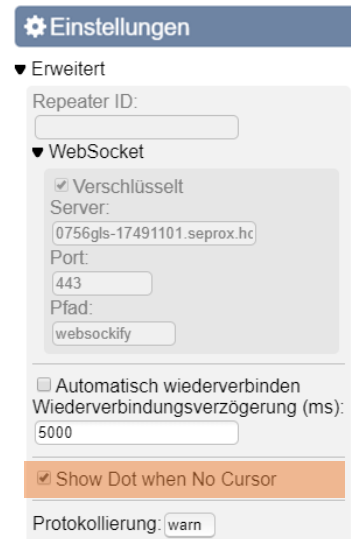 Einstellungen
Erweitert
Repeater ID:
WebSocket
Verschlüsselt
Server:
0756gls-17491101.seprox.hc
Port:
443
Pfad:
websockify
Automatisch wiederverbinden
Wiederverbindungsverzögerung (ms):
5000
Show Dot when No Cursor
Protokollierung: warn